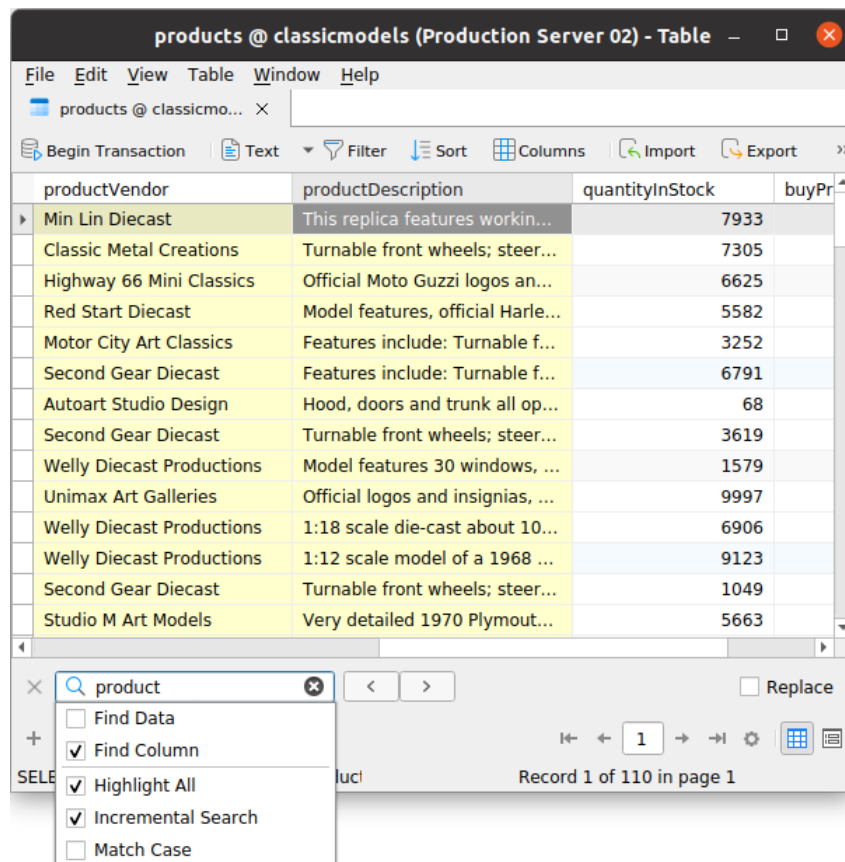 products @ classicmodels (Production Server 02) - Table
File Edit View Table Window Help
products @ classicmo...
Begin Transaction Text Filter Sort Columns Import Export
productVendor productDescription quantityInStock buyPr
Min Lin Diecast This replica features workin... 7933
Classic Metal Creations Turnable front wheels; steer... 7305
Highway 66 Mini Classics Official Moto Guzzi logos an... 6625
Red Start Diecast Model features, official Harle... 5582
Motor City Art Classics Features include: Turnable f... 3252
Second Gear Diecast Features include: Turnable f... 6791
Autoart Studio Design Hood, doors and trunk all op... 68
Second Gear Diecast Turnable front wheels; steer... 3619
Welly Diecast Productions Model features 30 windows, ... 1579
Unimax Art Galleries Official logos and insignias, ... 9997
Welly Diecast Productions 1:18 scale die-cast about 10... 6906
Welly Diecast Productions 1:12 scale model of a 1968 ... 9123
Second Gear Diecast Turnable front wheels; steer... 1049
Studio M Art Models Very detailed 1970 Plymout... 5663
product Replace
Find Data
Find Column 1
SELE Record 1 of 110 in page 1
Highlight All
Incremental Search
Match Case